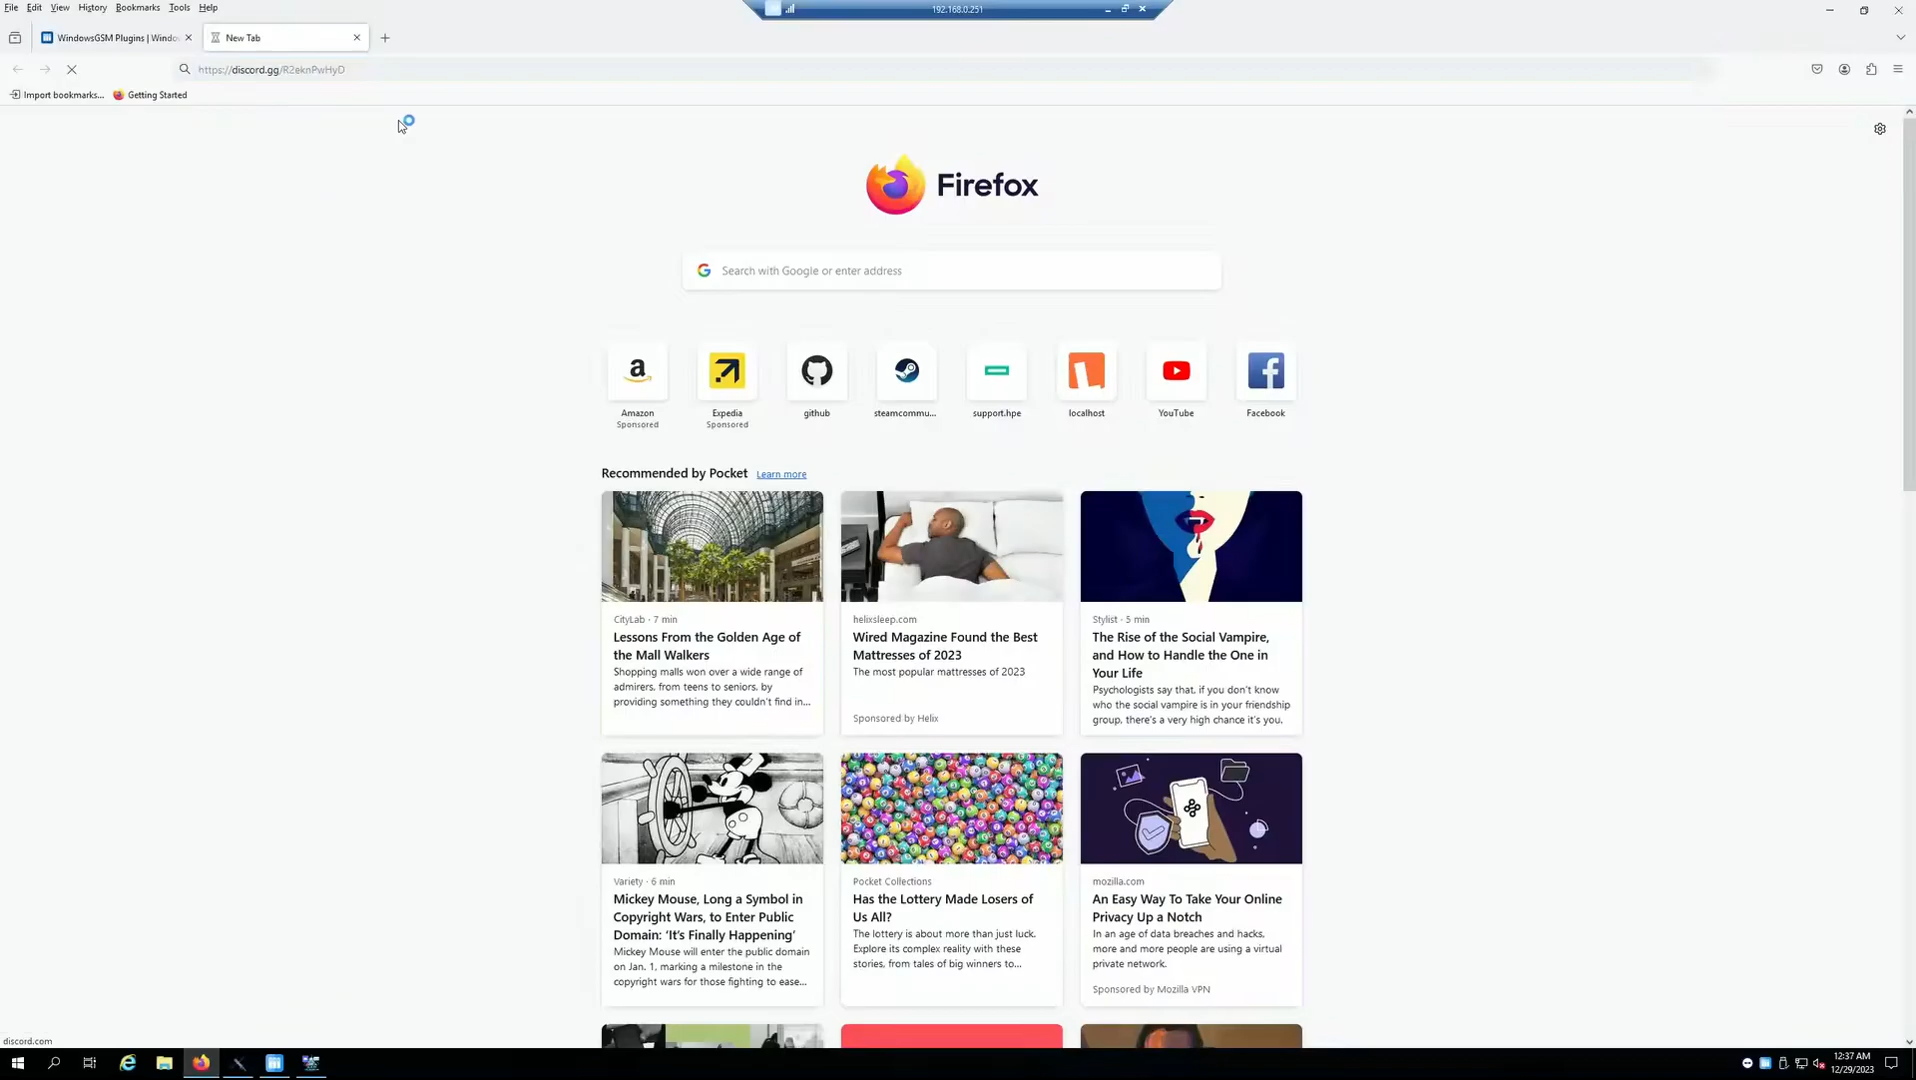 File Edit View History Bookmarks Tools Help
192.168.0.251
WindowsGSM Plugins | Windo
New Tab
https://discord.gg/R2eknPwHyD
Import bookmarks...
Getting Started
Firefox
Search with Google or enter address
a
Amazon
Sponsored
Expedia
Sponsored
github
steamcommu...
support.hpe
localhost
YouTube
Facebook
Recommended by Pocket Learn more
CityLab · 7 min
Lessons From the Golden Age of
the Mall Walkers
Shopping malls won over a wide range of
admirers, from teens to seniors, by
providing something they couldn't find in...
helixsleep.com
Wired Magazine Found the Best
Mattresses of 2023
The most popular mattresses of 2023
Sponsored by Helix
Stylist · 5 min
The Rise of the Social Vampire,
and How to Handle the One in
Your Life
Psychologists say that, if you don't know
who the social vampire is in your friendship
group, there's a very high chance it's you.
Variety · 6 min
Mickey Mouse, Long a Symbol in
Copyright Wars, to Enter Public
Domain: 'It's Finally Happening'
Mickey Mouse will enter the public domain
on Jan. 1, marking a milestone in the
copyright wars for those fighting to ease...
Pocket Collections
Has the Lottery Made Losers of
Us All?
The lottery is about more than just luck.
Explore its complex reality with these
stories, from tales of big winners to...
mozilla.com
An Easy Way To Take Your Online
Privacy Up a Notch
In an age of data breaches and hacks,
more and more people are using a virtual
private network.
Sponsored by Mozilla VPN
discord.com
12:37 AM
12/29/2023